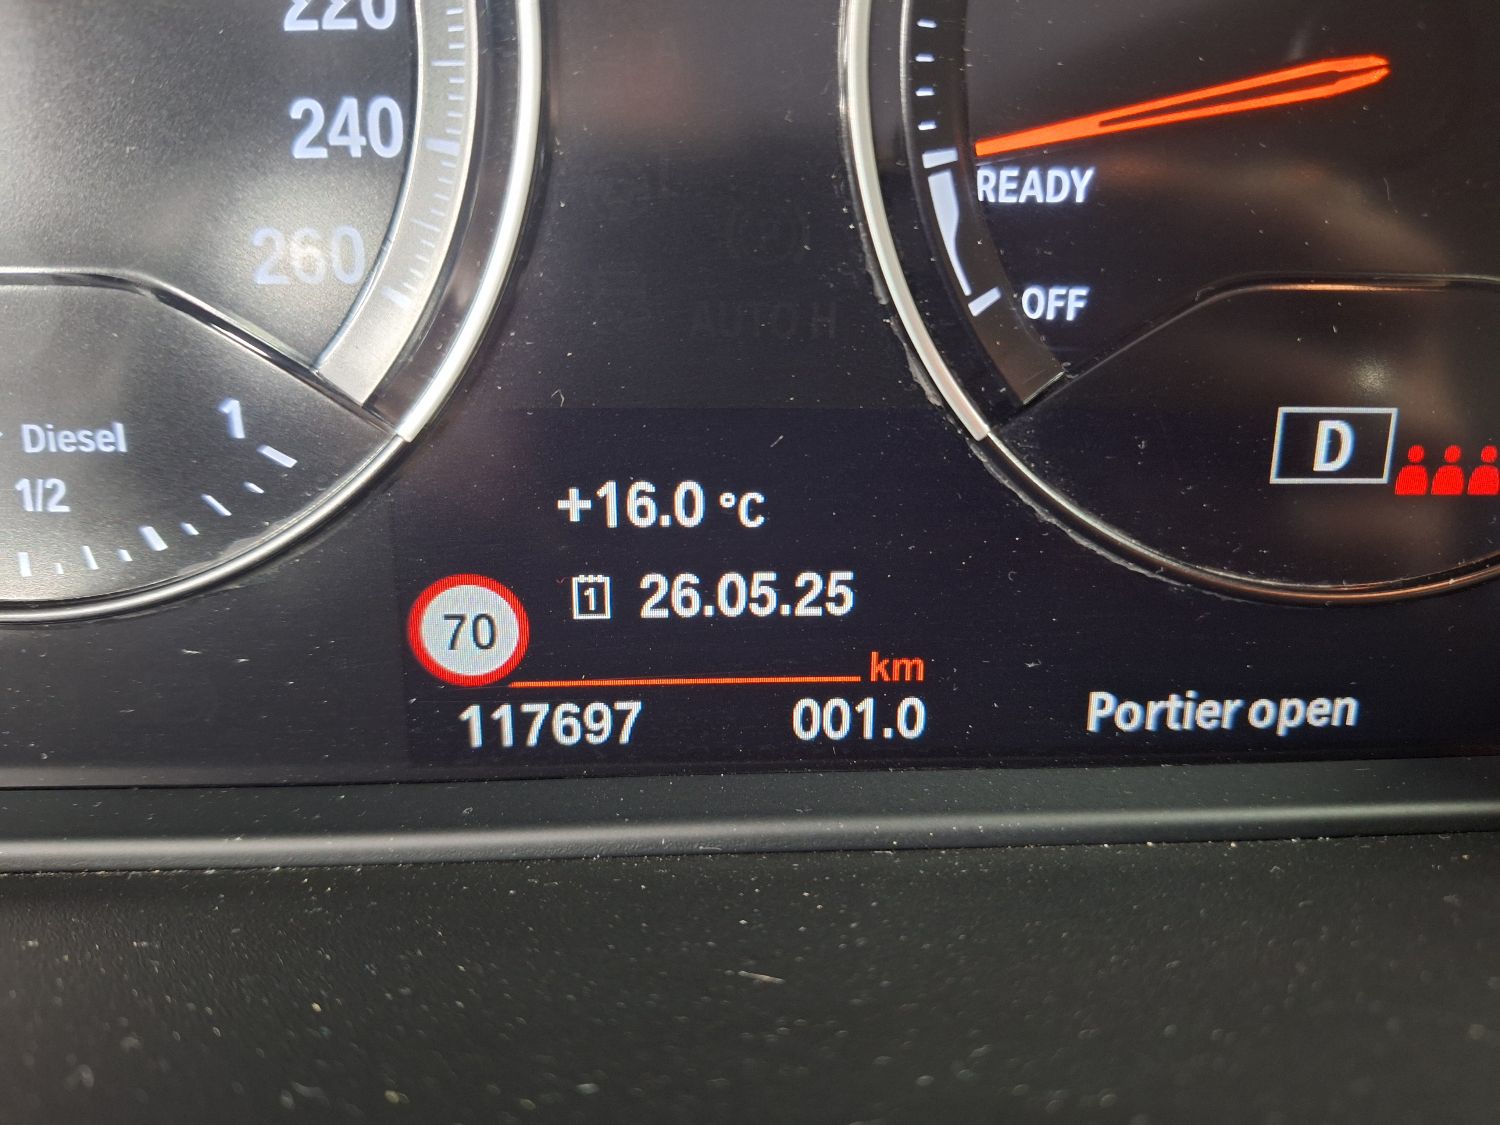 220
240
260
READY
OFF
Diesel
1/2
1
D
+16.0 °C
1 26.05.25
70
km
117697 001.0
Portier open
AUTO H